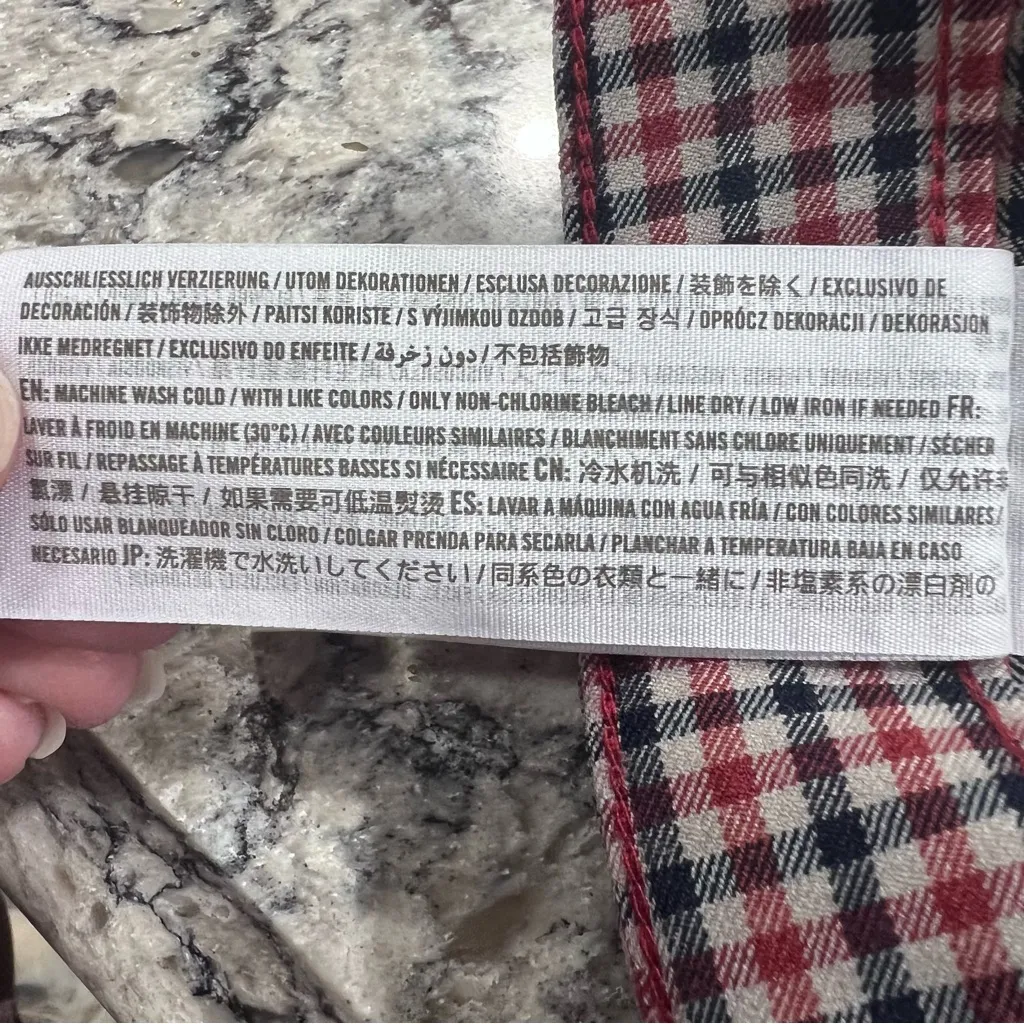 AUSSCHLIESSLICH VERZIERUNG / UTOM DEKORATIONEN / ESCLUSA DECORAZIONE / 装飾を除く / EXCLUSIVO DE
DECORACIÓN / 装饰物除外 / PAITSI KORISTE / S VÝJIMKOU OZDOB / 고급 장식 / OPRÓCZ DEKORACJI / DEKORASJON
IKKE MEDREGNET / EXCLUSIVO DO ENFEITE / دون زخرفة / 不包括飾物
EN: MACHINE WASH COLD / WITH LIKE COLORS / ONLY NON-CHLORINE BLEACH / LINE DRY / LOW IRON IF NEEDED FR:
LAVER À FROID EN MACHINE (30°C) / AVEC COULEURS SIMILAIRES / BLANCHIMENT SANS CHLORE UNIQUEMENT / SÉCHER
SUR FIL / REPASSAGE À TEMPÉRATURES BASSES SI NÉCESSAIRE CN: 冷水机洗 / 可与相似色同洗 / 仅允许
氯漂 / 悬挂晾干 / 如果需要可低温熨烫 ES: LAVAR A MÁQUINA CON AGUA FRÍA / CON COLORES SIMILARES /
SÓLO USAR BLANQUEADOR SIN CLORO / COLGAR PRENDA PARA SECARLA / PLANCHAR A TEMPERATURA BAJA EN CASO
NECESARIO JP: 洗濯機で水洗いしてください / 同系色の衣類と一緒に / 非塩素系の漂白剤の